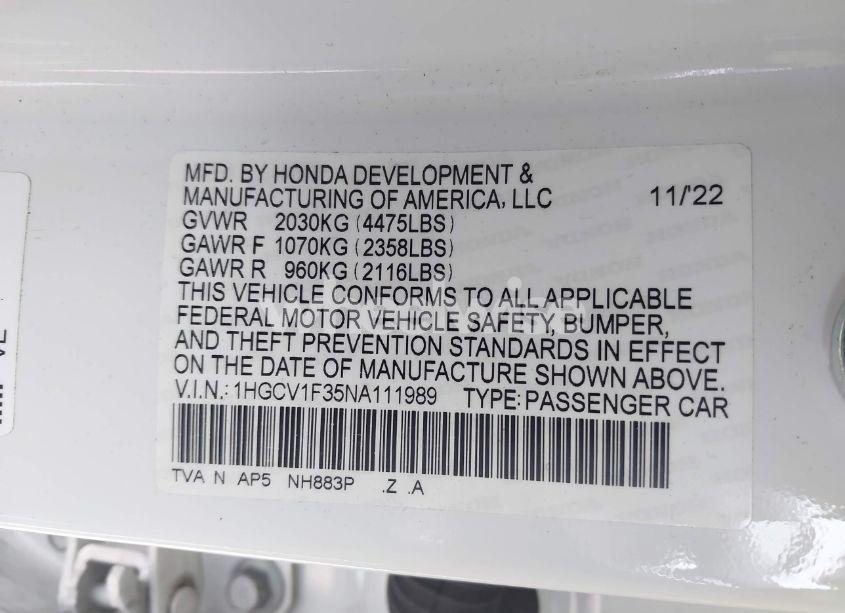 MFD. BY HONDA DEVELOPMENT &
MANUFACTURING OF AMERICA, LLC 11/'22
GVWR 2030KG (4475LBS)
GAWR F 1070KG (2358LBS)
GAWR R 960KG (2116LBS)
THIS VEHICLE CONFORMS TO ALL APPLICABLE
FEDERAL MOTOR VEHICLE SAFETY, BUMPER,
AND THEFT PREVENTION STANDARDS IN EFFECT
ON THE DATE OF MANUFACTURE SHOWN ABOVE.
V.I.N.: 1HGCV1F35NA111989 TYPE: PASSENGER CAR
TVA N AP5 NH883P .Z .A